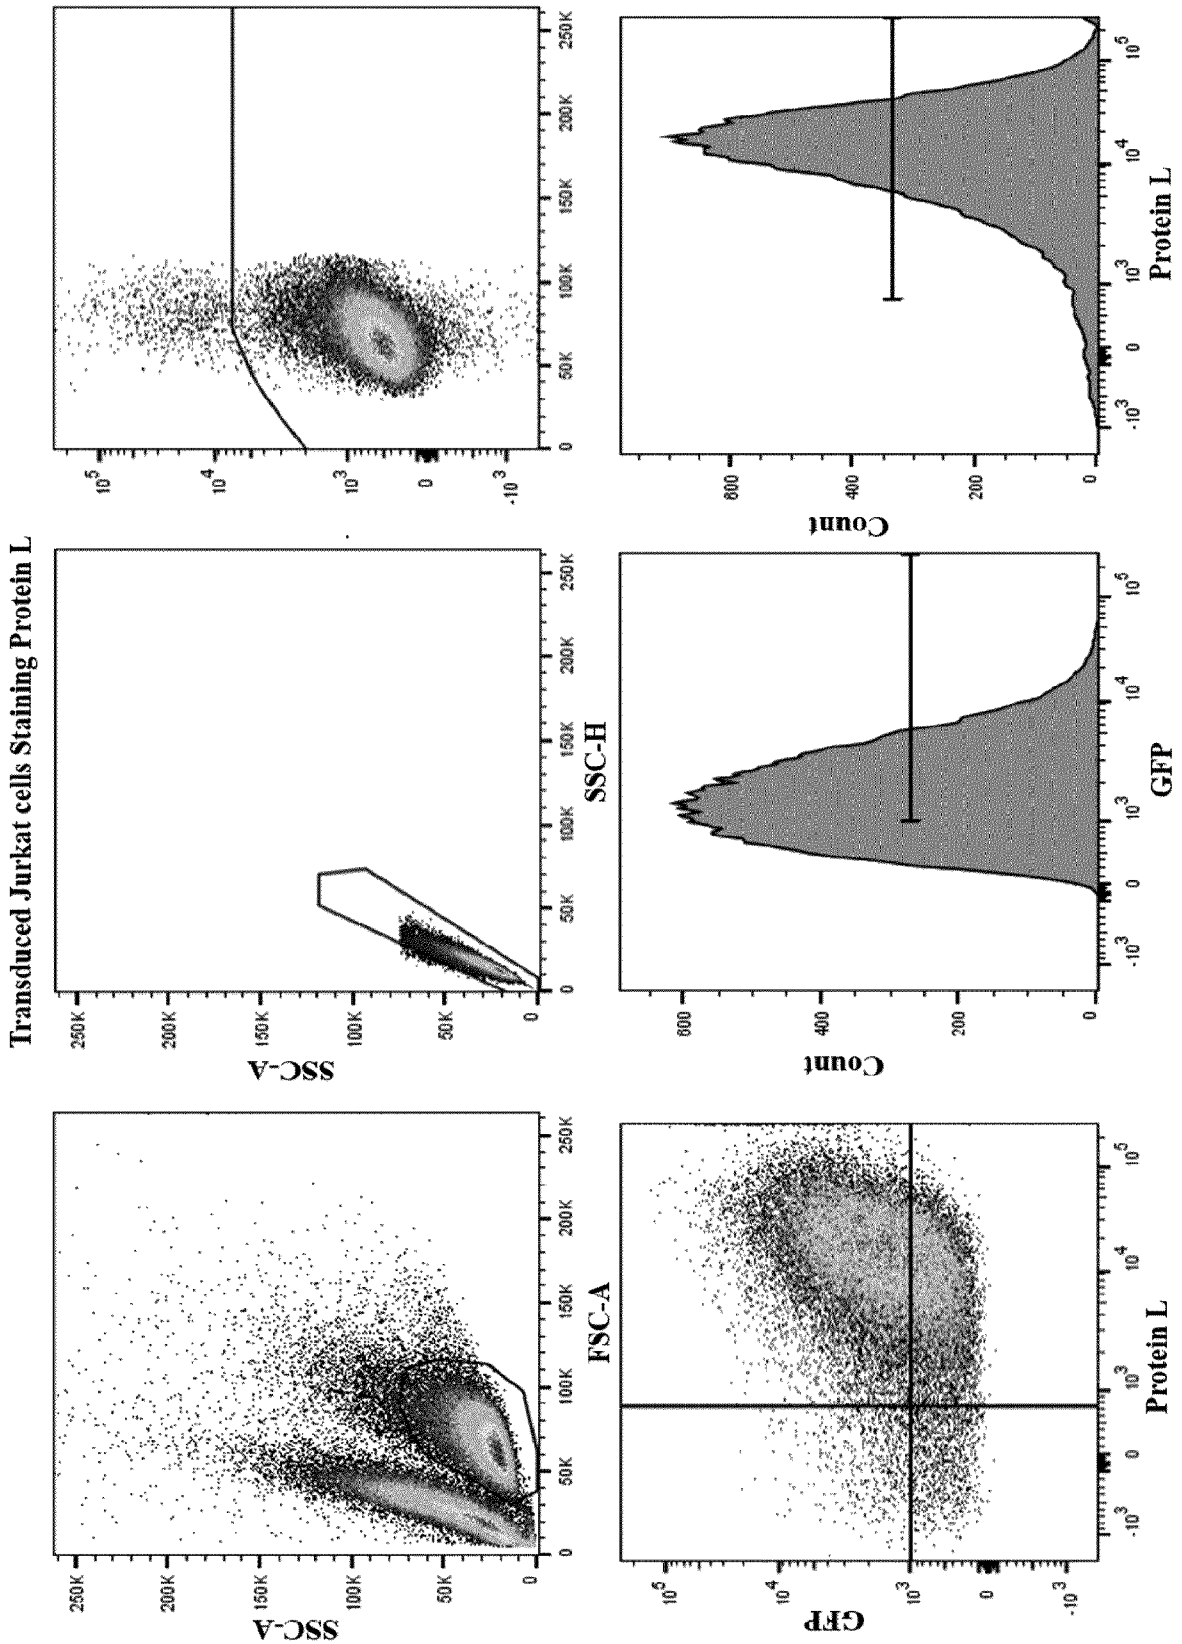 Transduced Jurkat cells Staining Protein L
SSC-A
250K
200K
150K
100K
50K
0
0 50K 100K 150K 200K 250K
FSC-A
SSC-A
250K
200K
150K
100K
50K
0
0 50K 100K 150K 200K 250K
SSC-H
10^5
10^4
10^3
0
-10^3
0 50K 100K 150K 200K 250K
GFP
10^5
10^4
10^3
0
-10^3
-10^3 0 10^3 10^4 10^5
Protein L
Count
600
400
200
0
-10^3 0 10^3 10^4 10^5
GFP
Count
600
400
200
0
-10^3 0 10^3 10^4 10^5
Protein L